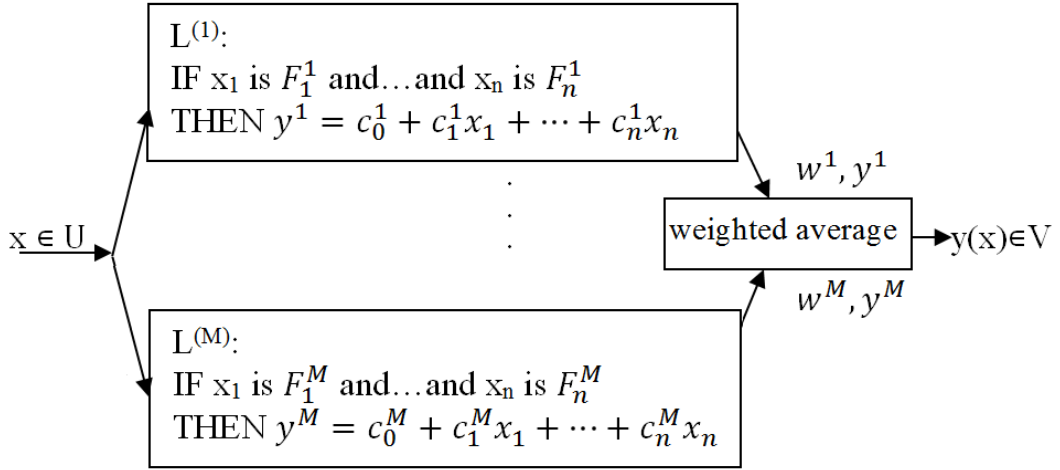 L⁽¹⁾:
IF x₁ is F₁¹ and…and xₙ is Fₙ¹
THEN y¹ = c₀¹ + c₁¹x₁ + ⋯ + cₙ¹xₙ
w¹, y¹
x ∈ U
weighted average
y(x)∈V
wᴹ, yᴹ
L⁽ᴹ⁾:
IF x₁ is F₁ᴹ and…and xₙ is Fₙᴹ
THEN yᴹ = c₀ᴹ + c₁ᴹx₁ + ⋯ + cₙᴹxₙ